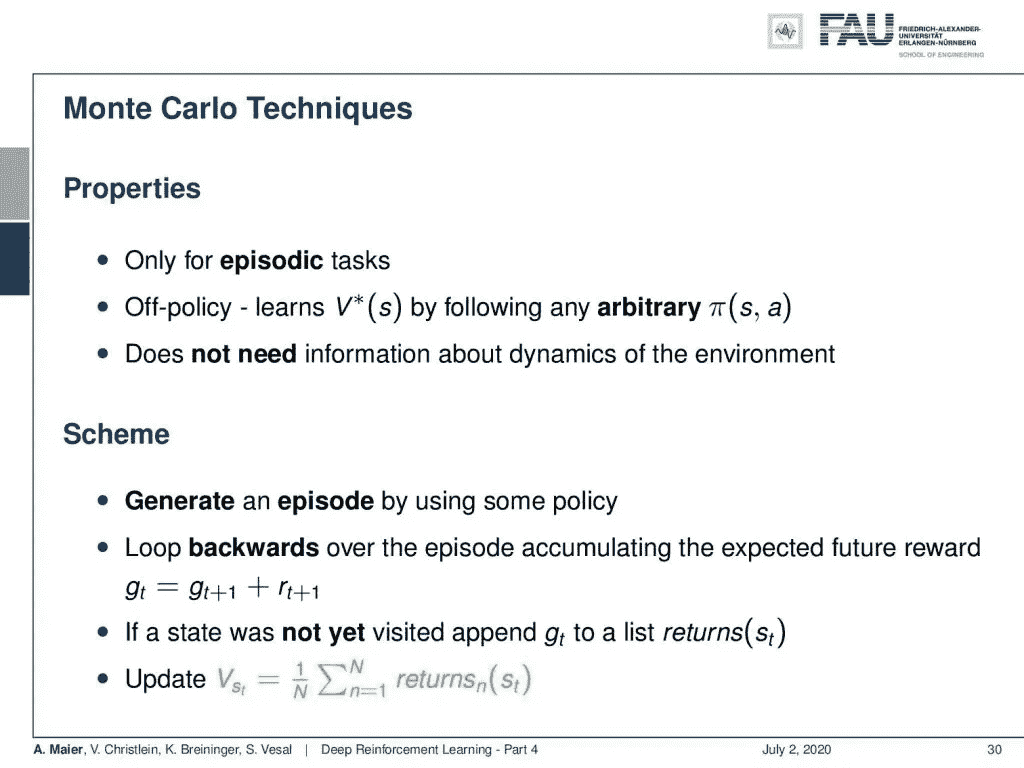 FAU
FRIEDRICH-ALEXANDER-
UNIVERSITÄT
ERLANGEN-NÜRNBERG
SCHOOL OF ENGINEERING
Monte Carlo Techniques
Properties
• Only for episodic tasks
• Off-policy - learns V*(s) by following any arbitrary π(s, a)
• Does not need information about dynamics of the environment
Scheme
• Generate an episode by using some policy
• Loop backwards over the episode accumulating the expected future reward
g_t = g_{t+1} + r_{t+1}
• If a state was not yet visited append g_t to a list returns(s_t)
• Update V_{s_t} = \frac{1}{N} \sum_{n=1}^{N} returns_n(s_t)
A. Maier, V. Christlein, K. Breininger, S. Vesal | Deep Reinforcement Learning - Part 4 July 2, 2020 30